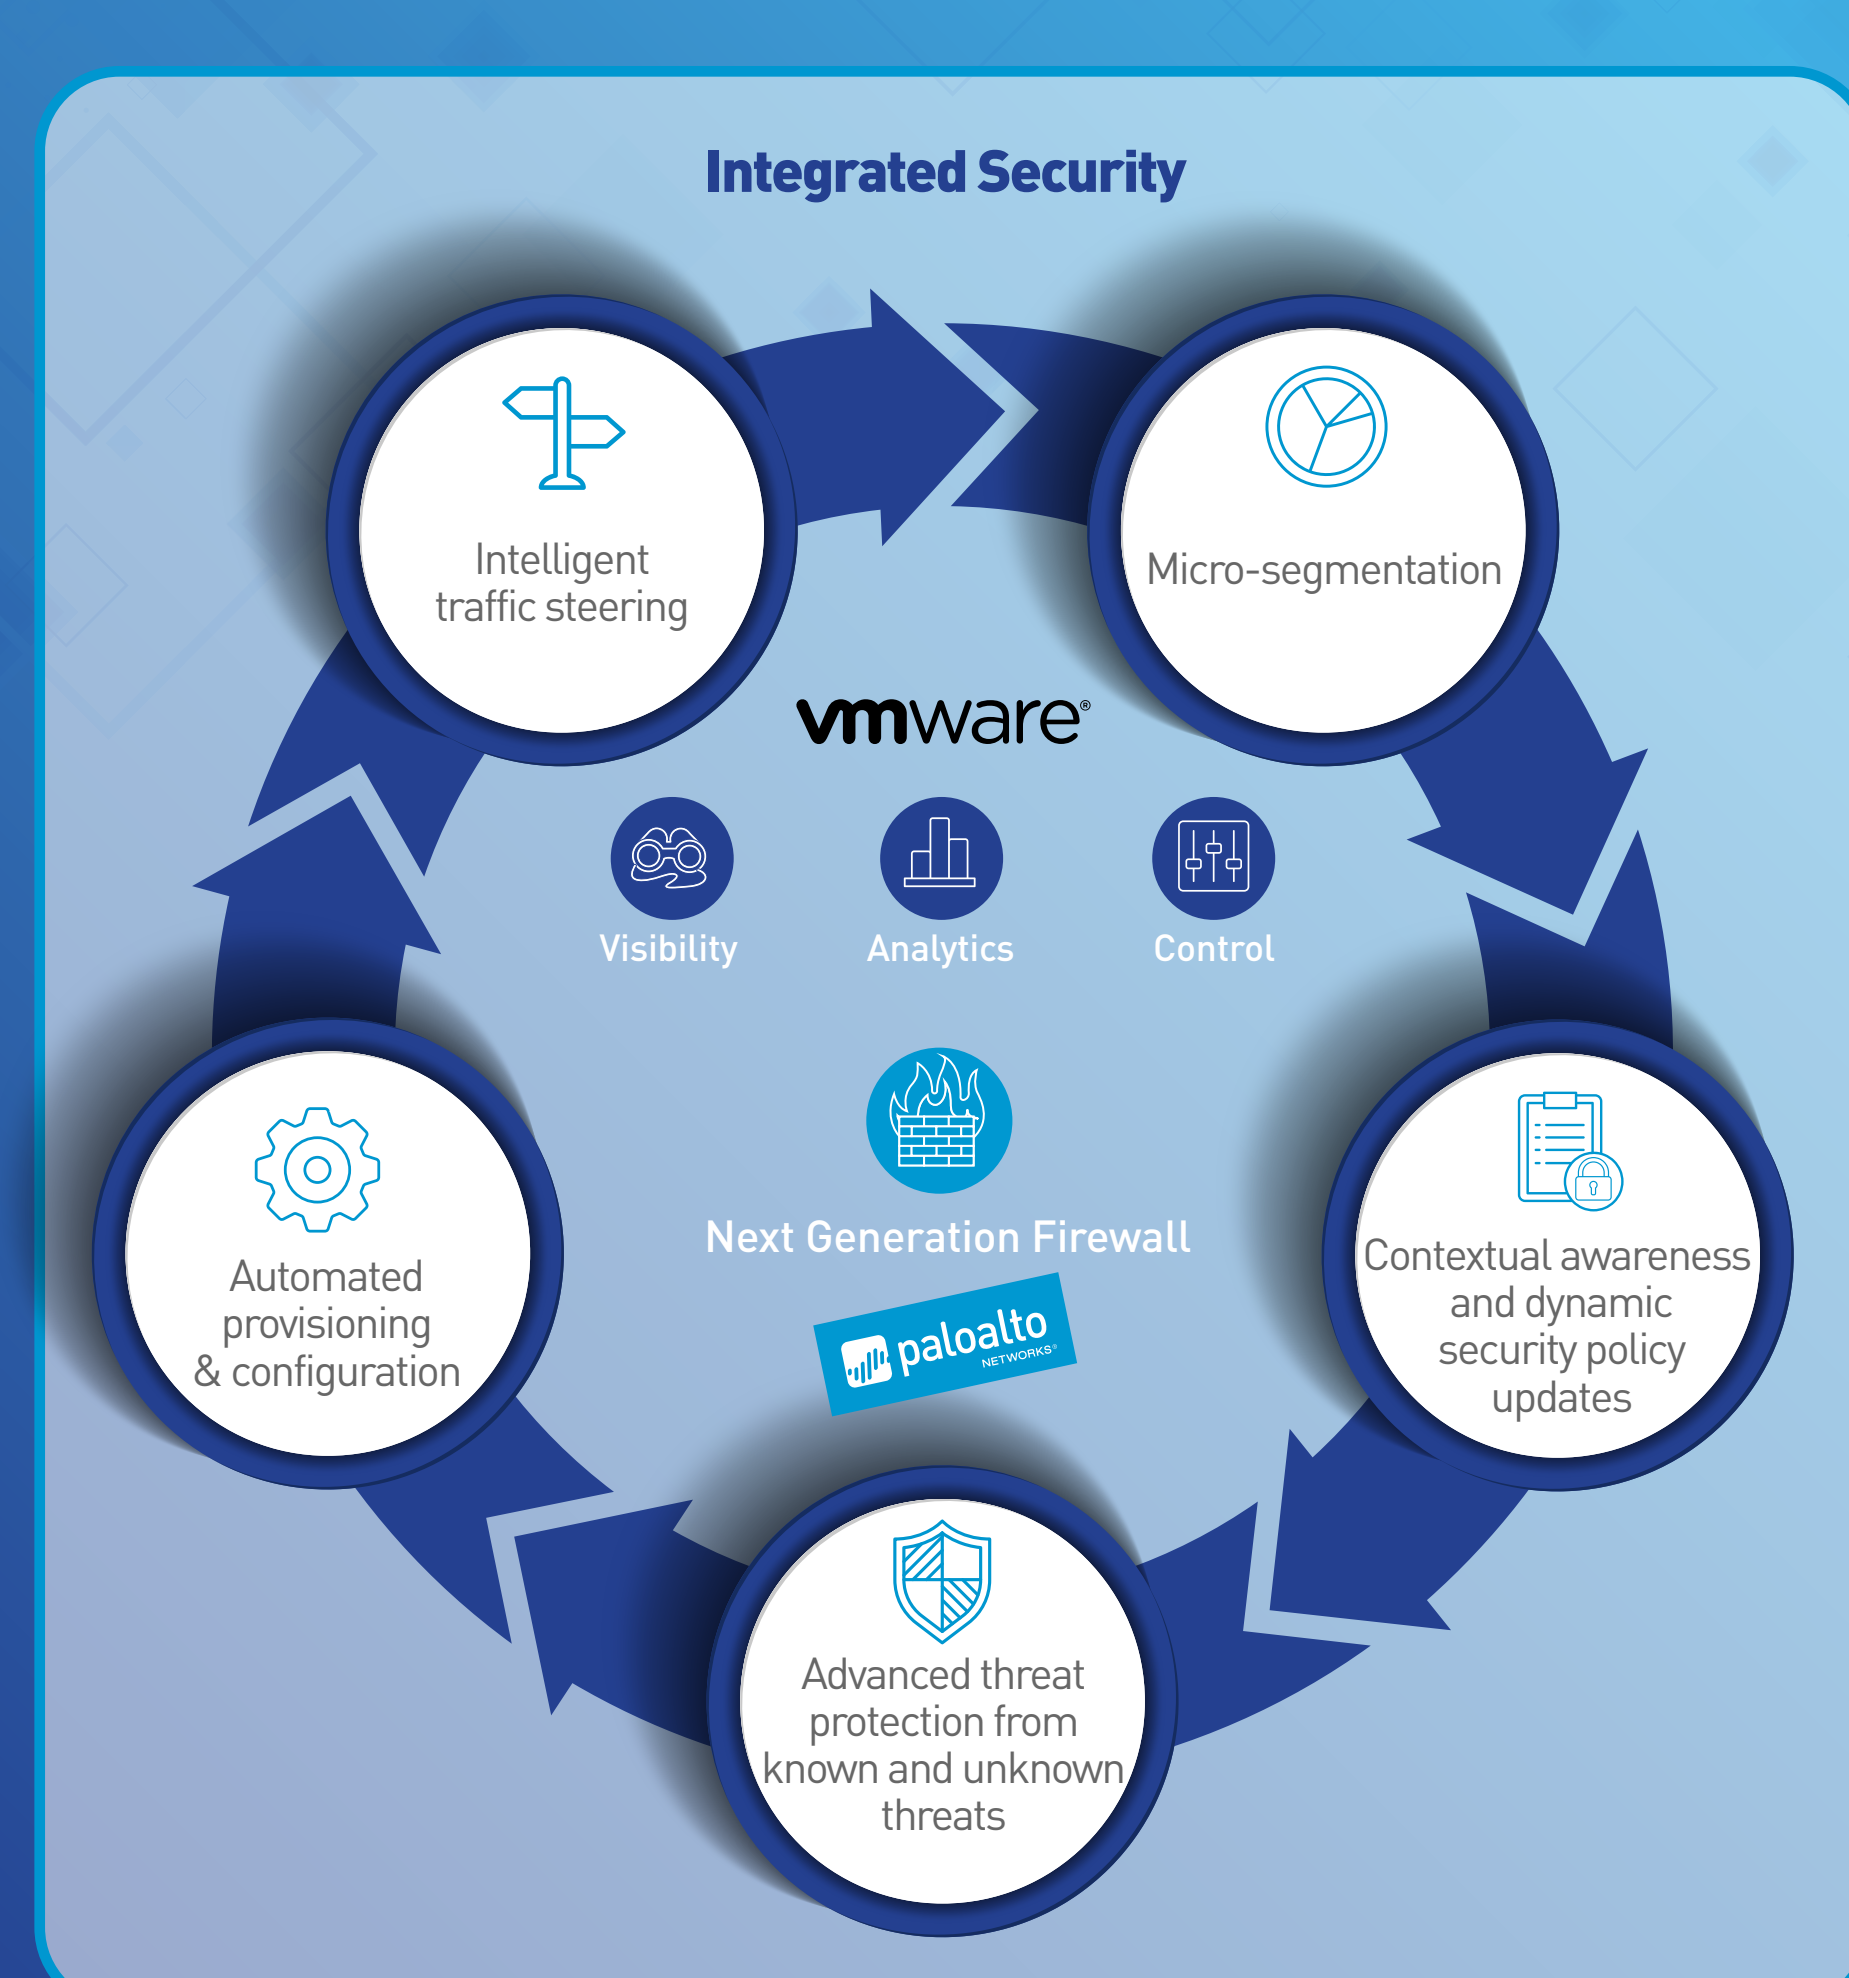 Integrated Security
Intelligent
traffic steering
Micro-segmentation
vmware®
Visibility
Analytics
Control
Next Generation Firewall
paloalto
NETWORKS®
Automated
provisioning
& configuration
Contextual awareness
and dynamic
security policy
updates
Advanced threat
protection from
known and unknown
threats